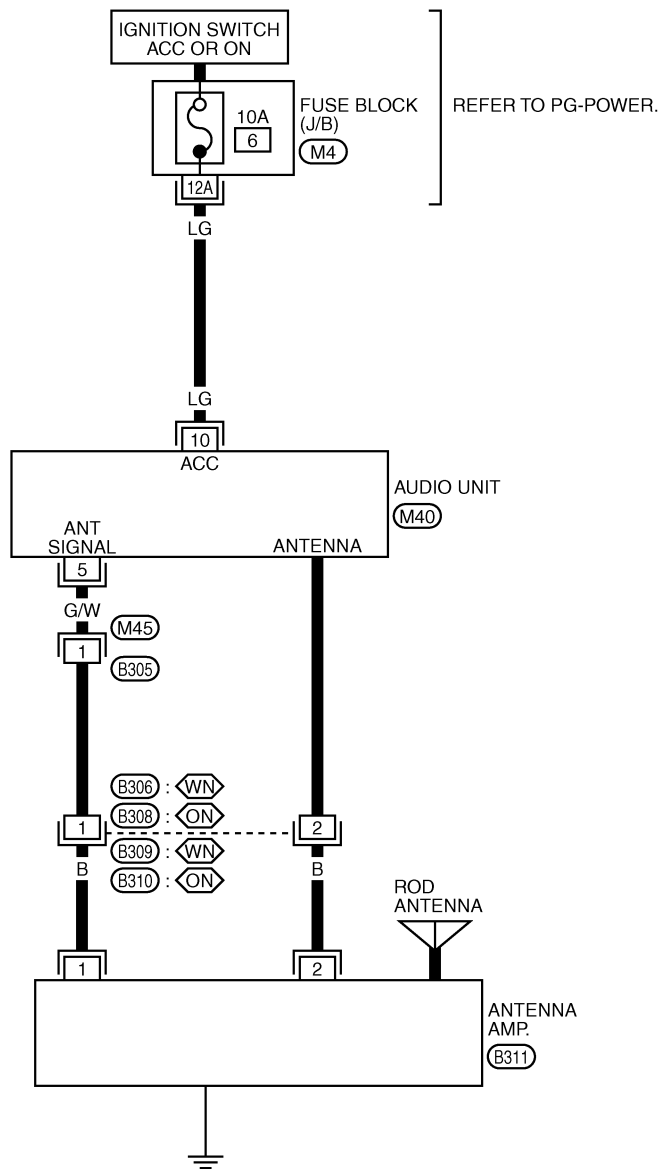 IGNITION SWITCH
ACC OR ON
10A
6
FUSE BLOCK
(J/B)
M4
REFER TO PG-POWER.
12A
LG
LG
10
ACC
AUDIO UNIT
M40
ANT
SIGNAL
ANTENNA
5
G/W
M45
1
B305
B306 : WN
B308 : ON
1
2
B309 : WN
B310 : ON
B
B
ROD
ANTENNA
1
2
ANTENNA
AMP.
B311